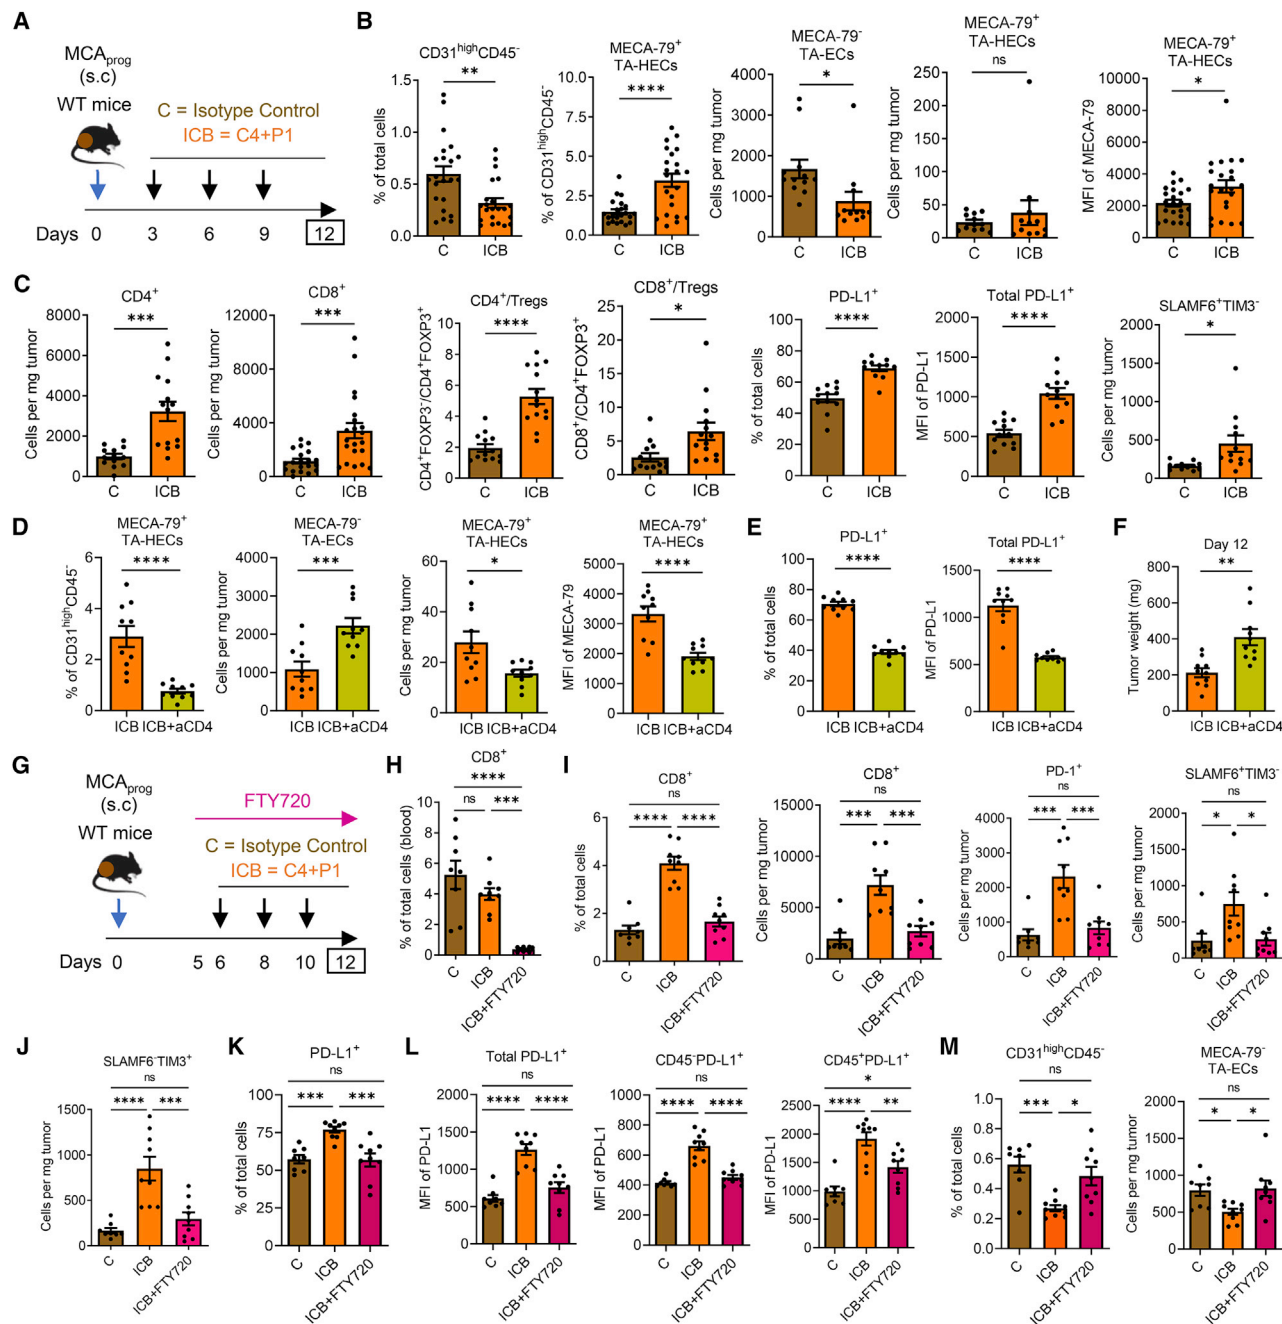 A
MCAprog
(s.c)
WT mice
C = Isotype Control
ICB = C4+P1
Days 0 3 6 9 12
B
CD31highCD45-
**
% of total cells
1.5
1.0
0.5
0.0
C ICB
MECA-79+
TA-HECs
****
% of CD31highCD45-
10.0
7.5
5.0
2.5
0.0
C ICB
MECA-79-
TA-ECs
*
Cells per mg tumor
4000
3000
2000
1000
0
C ICB
MECA-79+
TA-HECs
ns
Cells per mg tumor
250
200
150
100
50
0
C ICB
MECA-79+
TA-HECs
*
MFI of MECA-79
10000
8000
6000
4000
2000
0
C ICB
C
CD4+
***
Cells per mg tumor
8000
6000
4000
2000
0
C ICB
CD8+
***
Cells per mg tumor
12000
8000
4000
0
C ICB
CD4+/Tregs
****
CD4+FOXP3-/CD4+FOXP3+
10
8
6
4
2
0
C ICB
CD8+/Tregs
*
CD8+/CD4+FOXP3+
25
20
15
10
5
0
C ICB
PD-L1+
****
% of total cells
100
80
60
40
20
0
C ICB
Total PD-L1+
****
MFI of PD-L1
2000
1500
1000
500
0
C ICB
SLAMF6+TIM3-
*
Cells per mg tumor
2000
1500
1000
500
0
C ICB
D
MECA-79+
TA-HECs
****
% of CD31highCD45-
6
4
2
0
ICB ICB+aCD4
MECA-79-
TA-ECs
***
Cells per mg tumor
4000
3000
2000
1000
0
ICB ICB+aCD4
MECA-79+
TA-HECs
*
Cells per mg tumor
60
40
20
0
ICB ICB+aCD4
MECA-79+
TA-HECs
****
MFI of MECA-79
5000
4000
3000
2000
1000
0
ICB ICB+aCD4
E
PD-L1+
****
% of total cells
100
80
60
40
20
0
ICB ICB+aCD4
Total PD-L1+
****
MFI of PD-L1
1500
1000
500
0
ICB ICB+aCD4
F
Day 12
**
Tumor weight (mg)
800
600
400
200
0
ICB ICB+aCD4
G
MCAprog
(s.c)
WT mice
FTY720
C = Isotype Control
ICB = C4+P1
Days 0 5 6 8 10 12
H
CD8+
****
ns ***
% of total cells (blood)
10
8
6
4
2
0
C ICB ICB+FTY720
I
CD8+
ns
**** ****
% of total cells
6
4
2
0
C ICB ICB+FTY720
CD8+
ns
*** ***
Cells per mg tumor
15000
10000
5000
0
C ICB ICB+FTY720
PD-1+
ns
*** ***
Cells per mg tumor
4000
3000
2000
1000
0
C ICB ICB+FTY720
SLAMF6+TIM3-
ns
* *
Cells per mg tumor
2000
1500
1000
500
0
C ICB ICB+FTY720
J
SLAMF6-TIM3+
ns
**** ***
Cells per mg tumor
1500
1000
500
0
C ICB ICB+FTY720
K
PD-L1+
ns
*** ***
% of total cells
100
75
50
25
0
C ICB ICB+FTY720
L
Total PD-L1+
ns
**** ****
MFI of PD-L1
2000
1500
1000
500
0
C ICB ICB+FTY720
CD45-PD-L1+
ns
**** ****
MFI of PD-L1
1000
800
600
400
200
0
C ICB ICB+FTY720
CD45+PD-L1+
*
**** **
MFI of PD-L1
2500
2000
1500
1000
500
0
C ICB ICB+FTY720
M
CD31highCD45-
ns
*** *
% of total cells
1.0
0.8
0.6
0.4
0.2
0.0
C ICB ICB+FTY720
MECA-79-
TA-ECs
ns
* *
Cells per mg tumor
2000
1500
1000
500
0
C ICB ICB+FTY720